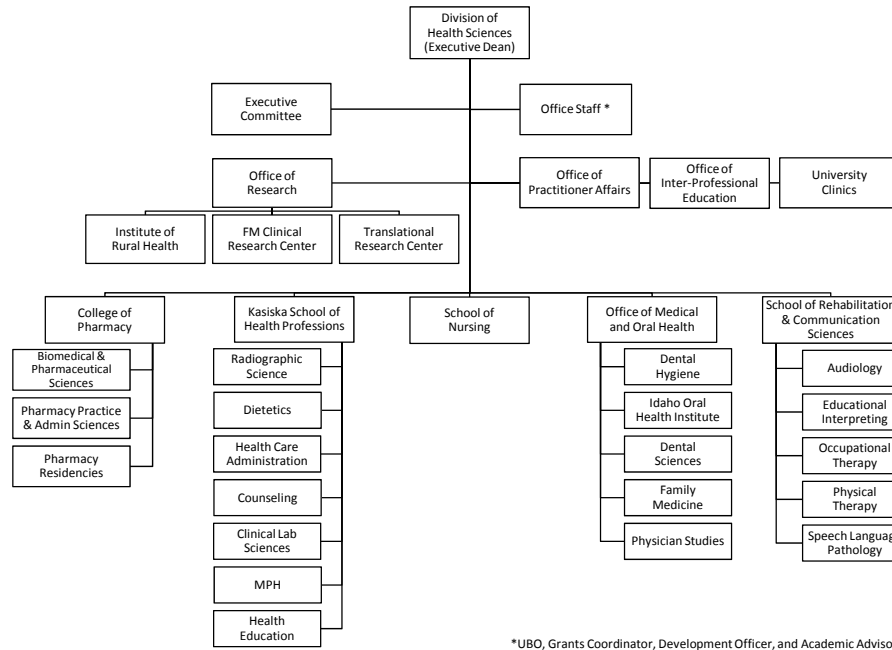 Division of
Health Sciences
(Executive Dean)
Executive
Committee
Office Staff *
Office of
Research
Office of
Practitioner Affairs
Office of
Inter-Professional
Education
University
Clinics
Institute of
Rural Health
FM Clinical
Research Center
Translational
Research Center
College of
Pharmacy
Kasiska School of
Health Professions
School of
Nursing
Office of Medical
and Oral Health
School of Rehabilitation
& Communication
Sciences
Biomedical &
Pharmaceutical
Sciences
Pharmacy Practice
& Admin Sciences
Pharmacy
Residencies
Radiographic
Science
Dietetics
Health Care
Administration
Counseling
Clinical Lab
Sciences
MPH
Health
Education
Dental
Hygiene
Idaho Oral
Health Institute
Dental
Sciences
Family
Medicine
Physician Studies
Audiology
Educational
Interpreting
Occupational
Therapy
Physical
Therapy
Speech Language
Pathology
*UBO, Grants Coordinator, Development Officer, and Academic Adviso